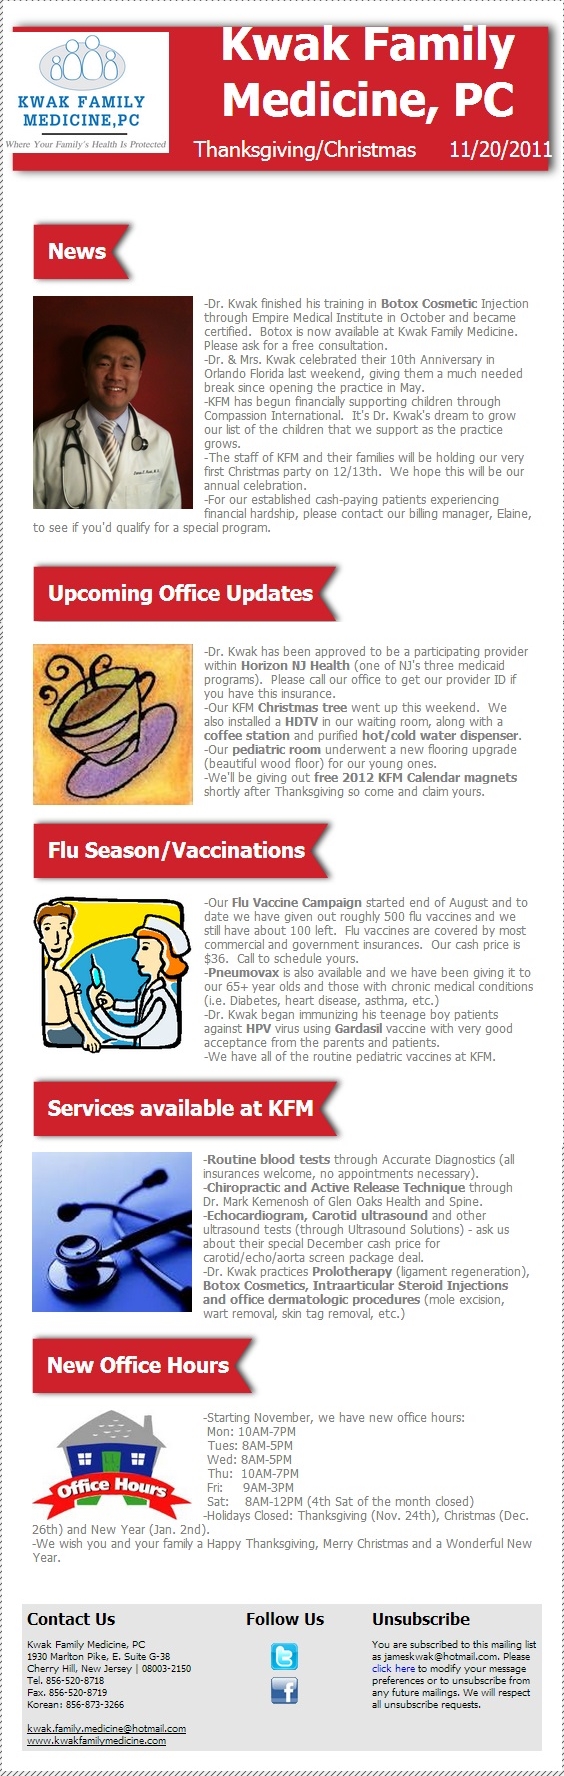 KWAK FAMILY
MEDICINE,PC
Where Your Family's Health Is Protected
Kwak Family
Medicine, PC
Thanksgiving/Christmas 11/20/2011
News
-Dr. Kwak finished his training in Botox Cosmetic Injection
through Empire Medical Institute in October and became
certified. Botox is now available at Kwak Family Medicine.
Please ask for a free consultation.
-Dr. & Mrs. Kwak celebrated their 10th Anniversary in
Orlando Florida last weekend, giving them a much needed
break since opening the practice in May.
-KFM has begun financially supporting children through
Compassion International. It's Dr. Kwak's dream to grow
our list of the children that we support as the practice
grows.
-The staff of KFM and their families will be holding our very
first Christmas party on 12/13th. We hope this will be our
annual celebration.
-For our established cash-paying patients experiencing
financial hardship, please contact our billing manager, Elaine,
to see if you'd qualify for a special program.
Upcoming Office Updates
-Dr. Kwak has been approved to be a participating provider
within Horizon NJ Health (one of NJ's three medicaid
programs). Please call our office to get our provider ID if
you have this insurance.
-Our KFM Christmas tree went up this weekend. We
also installed a HDTV in our waiting room, along with a
coffee station and purified hot/cold water dispenser.
-Our pediatric room underwent a new flooring upgrade
(beautiful wood floor) for our young ones.
-We'll be giving out free 2012 KFM Calendar magnets
shortly after Thanksgiving so come and claim yours.
Flu Season/Vaccinations
-Our Flu Vaccine Campaign started end of August and to
date we have given out roughly 500 flu vaccines and we
still have about 100 left. Flu vaccines are covered by most
commercial and government insurances. Our cash price is
$36. Call to schedule yours.
-Pneumovax is also available and we have been giving it to
our 65+ year olds and those with chronic medical conditions
(i.e. Diabetes, heart disease, asthma, etc.)
-Dr. Kwak began immunizing his teenage boy patients
against HPV virus using Gardasil vaccine with very good
acceptance from the parents and patients.
-We have all of the routine pediatric vaccines at KFM.
Services available at KFM
-Routine blood tests through Accurate Diagnostics (all
insurances welcome, no appointments necessary).
-Chiropractic and Active Release Technique through
Dr. Mark Kemenosh of Glen Oaks Health and Spine.
-Echocardiogram, Carotid ultrasound and other
ultrasound tests (through Ultrasound Solutions) - ask us
about their special December cash price for
carotid/echo/aorta screen package deal.
-Dr. Kwak practices Prolotherapy (ligament regeneration),
Botox Cosmetics, Intraarticular Steroid Injections
and office dermatologic procedures (mole excision,
wart removal, skin tag removal, etc.)
New Office Hours
Office Hours
-Starting November, we have new office hours:
Mon: 10AM-7PM
Tues: 8AM-5PM
Wed: 8AM-5PM
Thu: 10AM-7PM
Fri: 9AM-3PM
Sat: 8AM-12PM (4th Sat of the month closed)
-Holidays Closed: Thanksgiving (Nov. 24th), Christmas (Dec.
26th) and New Year (Jan. 2nd).
-We wish you and your family a Happy Thanksgiving, Merry Christmas and a Wonderful New
Year.
Contact Us
Kwak Family Medicine, PC
1930 Marlton Pike, E. Suite G-38
Cherry Hill, New Jersey | 08003-2150
Tel. 856-520-8718
Fax. 856-520-8719
Korean: 856-873-3266
kwak.family.medicine@hotmail.com
www.kwakfamilymedicine.com
Follow Us
Unsubscribe
You are subscribed to this mailing list
as jameskwak@hotmail.com. Please
click here to modify your message
preferences or to unsubscribe from
any future mailings. We will respect
all unsubscribe requests.